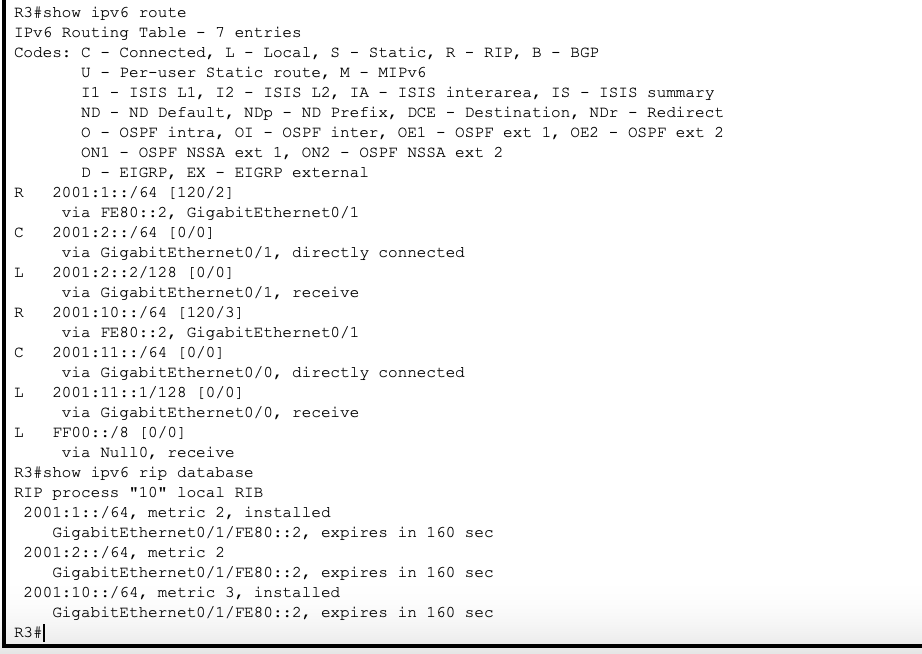 R3#show ipv6 route
IPv6 Routing Table - 7 entries
Codes: C - Connected, L - Local, S - Static, R - RIP, B - BGP
       U - Per-user Static route, M - MIPv6
       I1 - ISIS L1, I2 - ISIS L2, IA - ISIS interarea, IS - ISIS summary
       ND - ND Default, NDp - ND Prefix, DCE - Destination, NDr - Redirect
       O - OSPF intra, OI - OSPF inter, OE1 - OSPF ext 1, OE2 - OSPF ext 2
       ON1 - OSPF NSSA ext 1, ON2 - OSPF NSSA ext 2
       D - EIGRP, EX - EIGRP external
R   2001:1::/64 [120/2]
     via FE80::2, GigabitEthernet0/1
C   2001:2::/64 [0/0]
     via GigabitEthernet0/1, directly connected
L   2001:2::2/128 [0/0]
     via GigabitEthernet0/1, receive
R   2001:10::/64 [120/3]
     via FE80::2, GigabitEthernet0/1
C   2001:11::/64 [0/0]
     via GigabitEthernet0/0, directly connected
L   2001:11::1/128 [0/0]
     via GigabitEthernet0/0, receive
L   FF00::/8 [0/0]
     via Null0, receive
R3#show ipv6 rip database
RIP process "10" local RIB
 2001:1::/64, metric 2, installed
    GigabitEthernet0/1/FE80::2, expires in 160 sec
 2001:2::/64, metric 2
    GigabitEthernet0/1/FE80::2, expires in 160 sec
 2001:10::/64, metric 3, installed
    GigabitEthernet0/1/FE80::2, expires in 160 sec
R3#